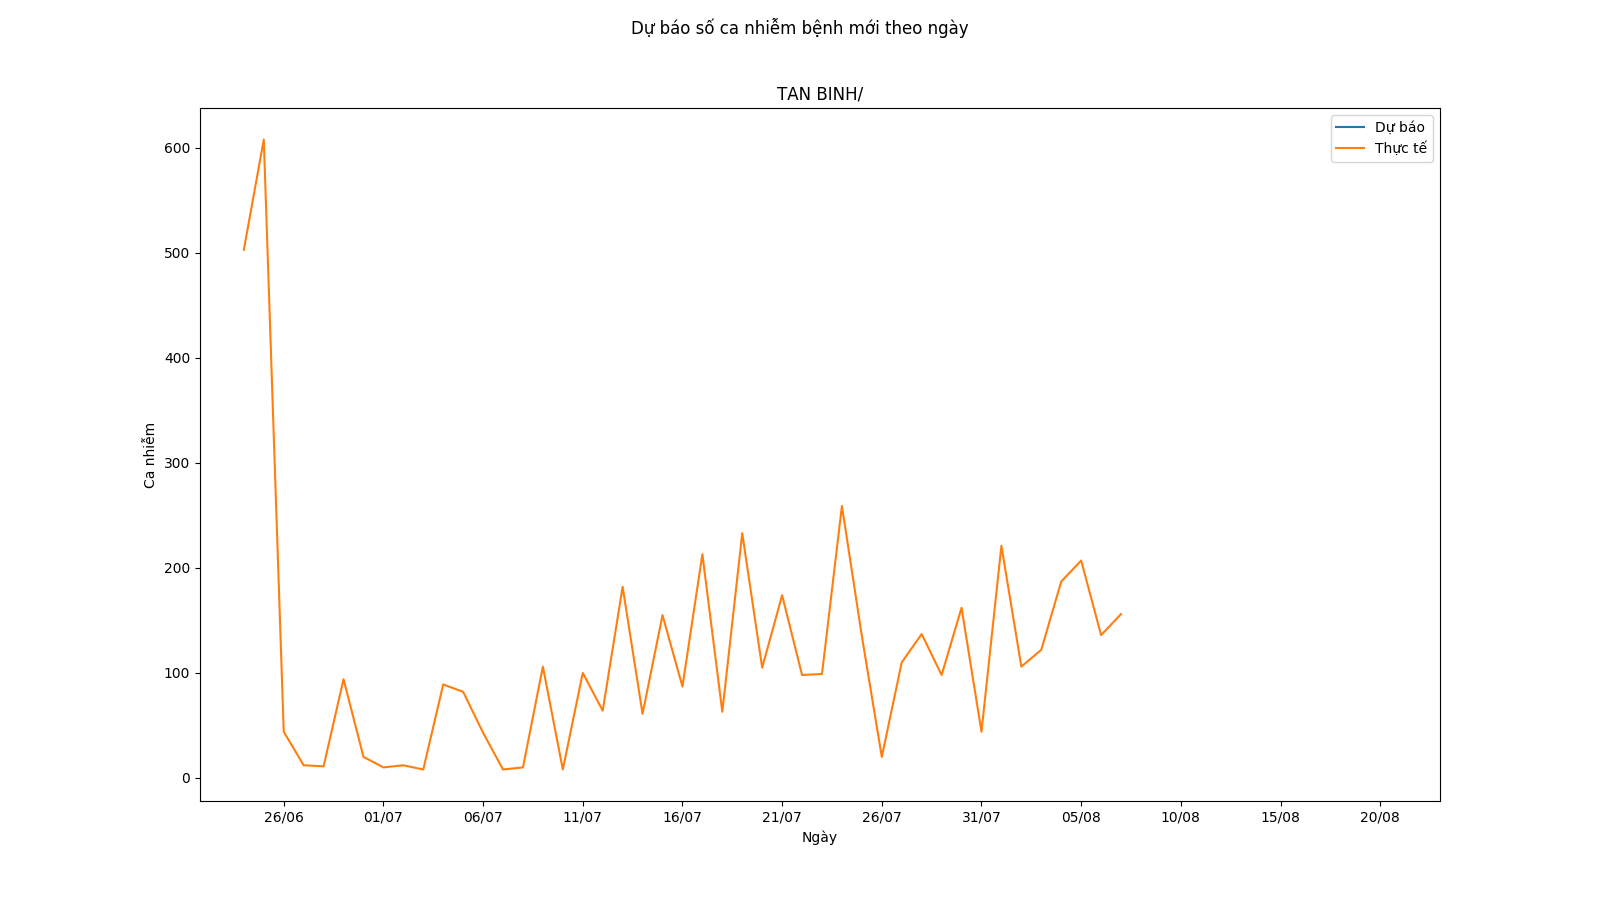 Dự báo số ca nhiễm bệnh mới theo ngày
TAN BINH/
Dự báo
Thực tế
600
500
400
300
200
100
0
Ca nhiễm
26/06 01/07 06/07 11/07 16/07 21/07 26/07 31/07 05/08 10/08 15/08 20/08
Ngày